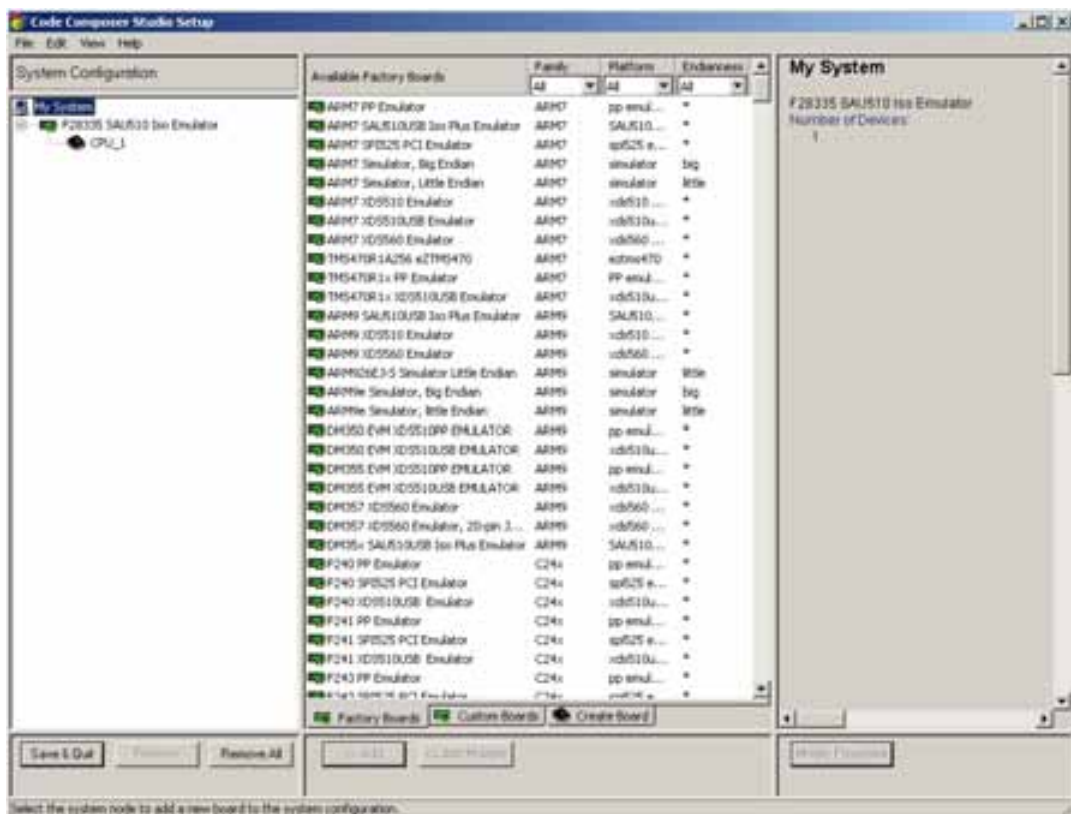 Code Composer Studio Setup
File Edit View Help
System Configuration
My System
F28335 SAU510 Iso Emulator
CPU_1
Save & Quit Remove Remove All
Available Factory Boards Family Platform Endianness
All All All
ARM7 PP Emulator ARM7 pp emul... *
ARM7 SAU510USB Iso Plus Emulator ARM7 SAU510... *
ARM7 SPI525 PCI Emulator ARM7 spi525 e... *
ARM7 Simulator, Big Endian ARM7 simulator big
ARM7 Simulator, Little Endian ARM7 simulator little
ARM7 XDS510 Emulator ARM7 xds510 ... *
ARM7 XDS510USB Emulator ARM7 xds510u... *
ARM7 XDS560 Emulator ARM7 xds560 ... *
TMS470R1A256 eZTMS470 ARM7 *
TMS470R1x PP Emulator ARM7 PP emul... *
TMS470R1x XDS510USB Emulator ARM7 xds510u... *
ARM9 SAU510USB Iso Plus Emulator ARM9 SAU510... *
ARM9 XDS510 Emulator ARM9 xds510 ... *
ARM9 XDS560 Emulator ARM9 xds560 ... *
ARM926EJ-S Simulator Little Endian ARM9 simulator little
ARM9e Simulator, Big Endian ARM9 simulator big
ARM9e Simulator, little Endian ARM9 simulator little
DM350 EVM XDS510PP EMULATOR ARM9 pp emul... *
DM350 EVM XDS510USB EMULATOR ARM9 xds510u... *
DM355 EVM XDS510PP EMULATOR ARM9 pp emul... *
DM355 EVM XDS510USB EMULATOR ARM9 xds510u... *
DM357 XDS560 Emulator ARM9 xds560 ... *
DM357 XDS560 Emulator, 20-pin J... ARM9 xds560 ... *
DM35x SAU510USB Iso Plus Emulator ARM9 SAU510... *
F240 PP Emulator C24x pp emul... *
F240 SPI525 PCI Emulator C24x spi525 e... *
F240 XDS510USB Emulator C24x xds510u... *
F241 PP Emulator C24x pp emul... *
F241 SPI525 PCI Emulator C24x spi525 e... *
F241 XDS510USB Emulator C24x xds510u... *
F243 PP Emulator C24x pp emul... *
F243 SPI525 PCI Emulator C24x spi525 e... *
Factory Boards Custom Boards Create Board
My System
F28335 SAU510 Iso Emulator
Number of Devices:
1
Select the system node to add a new board to the system configuration.